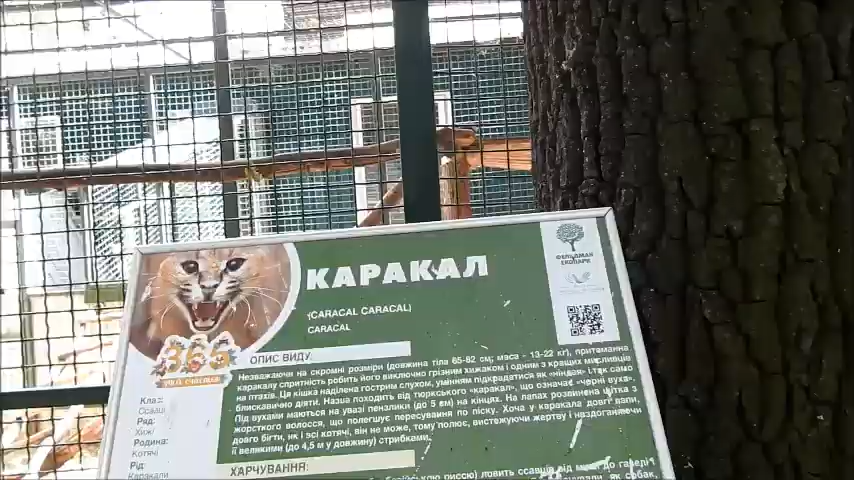 КАРАКАЛ
(CARACAL CARACAL)
CARACAL
ФЕЛЬДМАН
ЕКОПАРК
ОПИС ВИДУ:
Незважаючи на скромні розміри (довжина тіла 65-82 см, маса - 13-22 кг), притаманна
каракалу спритність робить його виключно грізним хижаком і одним з кращих мисливців
на птахів. Ця кішка наділена гострим слухом, умінням підкрадатися як «ніндзя» і так само
блискавично діяти. Назва походить від тюркського «каракал», що означає «чорні вуха».
Під вухами маються на увазі пензлики (до 5 см) на кінцях. На лапах розвинена щітка з
жорсткого волосся, що полегшує пересування по піску. Хоча у каракала довгі лапи,
довго бігти, як і всі котячі, він не може, тому полює, вистежуючи жертву і наздоганяючи
її великими (до 4,5 м у довжину) стрибками.
ХАРЧУВАННЯ:
Клас:
Ссавці
Ряд:
Хижі
Родина:
Котячі
Рід:
Каракали